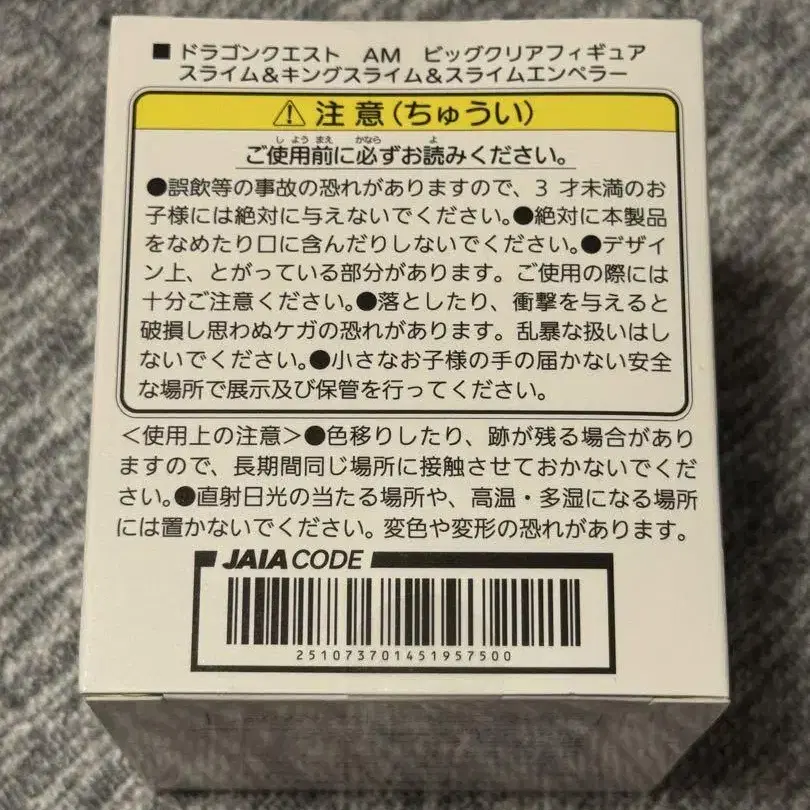 ■ ドラゴンクエスト　AM　ビッグクリアフィギュア
スライム＆キングスライム＆スライムエンペラー
⚠ 注意（ちゅうい）
し よう まえ かなら よ
ご使用前に必ずお読みください。
●誤飲等の事故の恐れがありますので、3 才未満のお
子様には絶対に与えないでください。●絶対に本製品
をなめたり口に含んだりしないでください。●デザイ
ン上、とがっている部分があります。ご使用の際には
十分ご注意ください。●落としたり、衝撃を与えると
破損し思わぬケガの恐れがあります。乱暴な扱いはし
ないでください。●小さなお子様の手の届かない安全
な場所で展示及び保管を行ってください。
＜使用上の注意＞●色移りしたり、跡が残る場合があり
ますので、長期間同じ場所に接触させておかないでくだ
さい。●直射日光の当たる場所や、高温・多湿になる場所
には置かないでください。変色や変形の恐れがあります。
JAIA CODE
251073701451957500